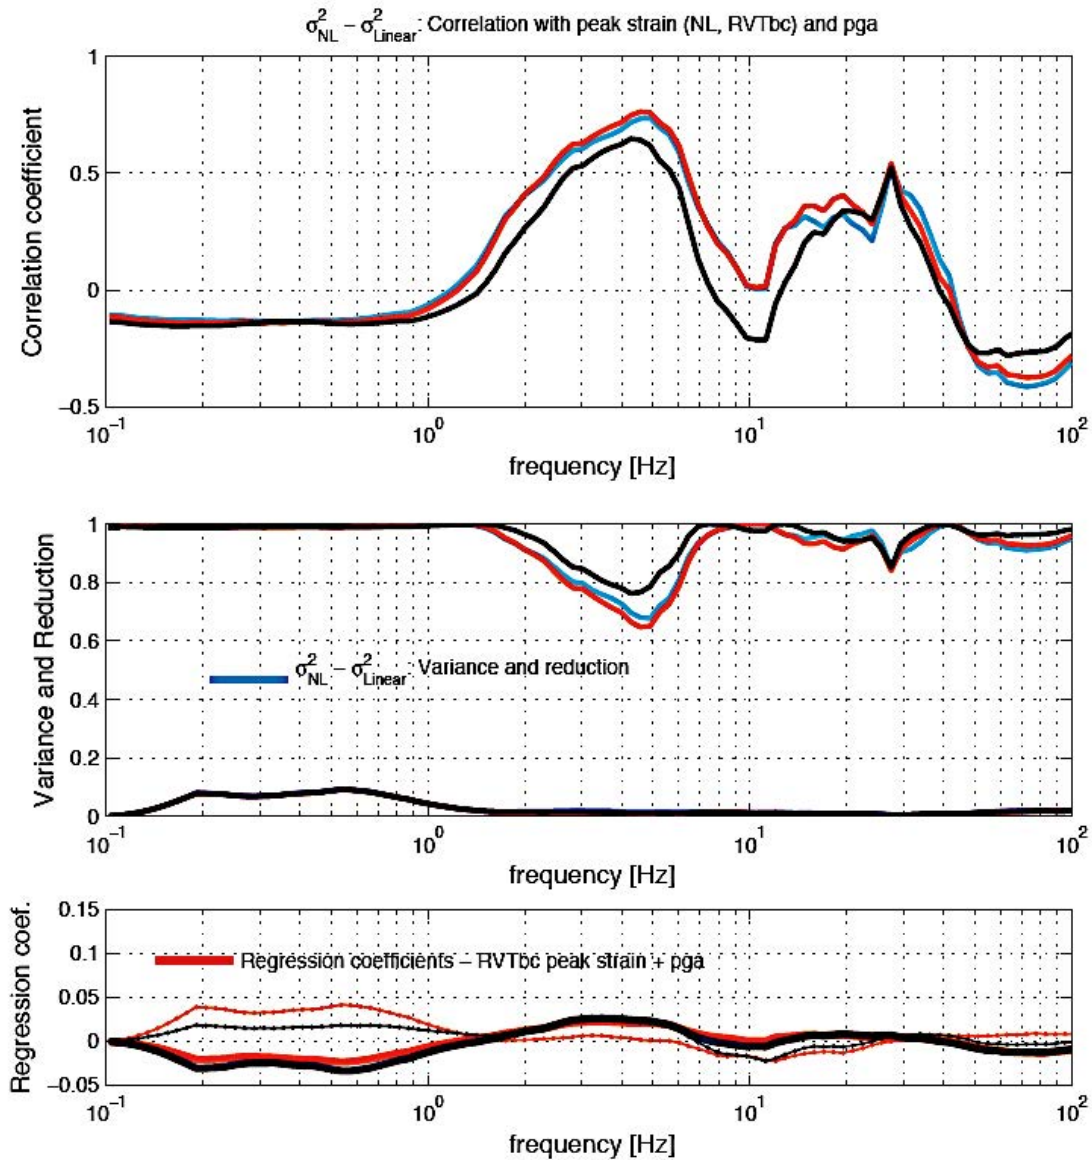 σ²NL – σ²Linear: Correlation with peak strain (NL, RVTbc) and pga
Correlation coefficient
1
0.5
0
–0.5
10⁻¹ 10⁰ 10¹ 10²
frequency [Hz]
Variance and Reduction
1
0.8
0.6
σ²NL – σ²Linear: Variance and reduction
0.4
0.2
0
10⁻¹ 10⁰ 10¹ 10²
frequency [Hz]
Regression coef.
0.15
0.1
Regression coefficients – RVTbc peak strain + pga
0.05
0
–0.05
10⁻¹ 10⁰ 10¹ 10²
frequency [Hz]